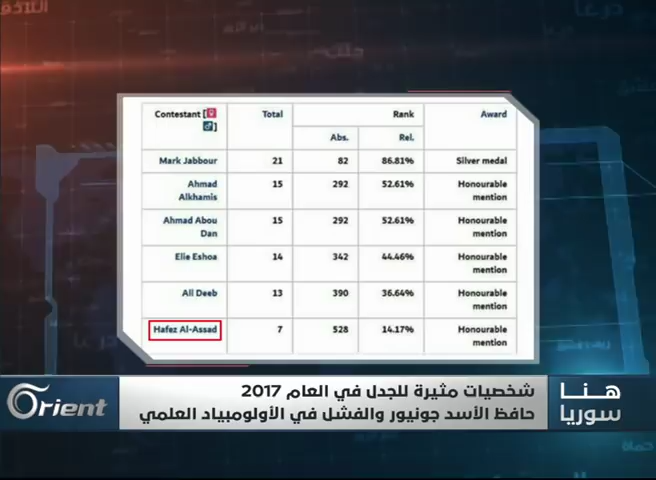 درعا
Contestant [♀
♂]
Total
Rank
Award
Abs.
Rel.
Mark Jabbour 21 82 86.81% Silver medal
Ahmad 15 292 52.61% Honourable
Alkhamis mention
Ahmad Abou 15 292 52.61% Honourable
Dan mention
Elie Eshoa 14 342 44.46% Honourable
mention
Ali Deeb 13 390 36.64% Honourable
mention
Hafez Al-Assad 7 528 14.17% Honourable
mention
شخصيات مثيرة للجدل في العام 2017
حافظ الأسد جونيور والفشل في الأولومبياد العلمي
هنا
سوريا
Orient
حماة